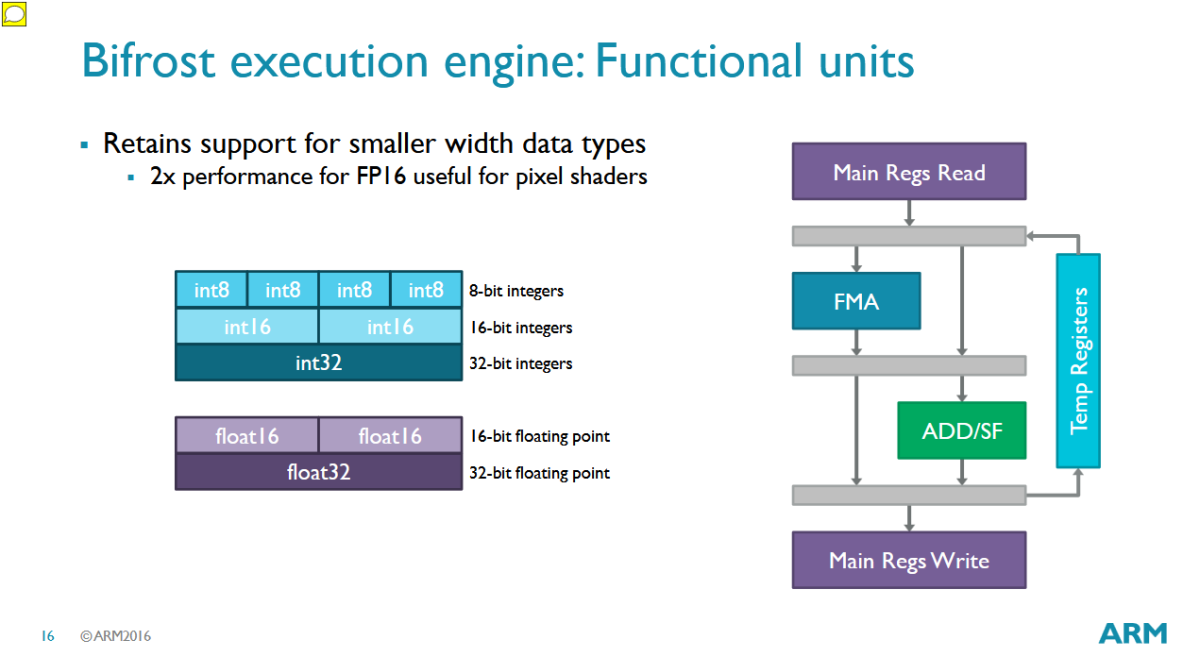 Bifrost execution engine: Functional units
▪ Retains support for smaller width data types
▪ 2x performance for FP16 useful for pixel shaders
int8 int8 int8 int8 8-bit integers
int16 int16 16-bit integers
int32 32-bit integers
float16 float16 16-bit floating point
float32 32-bit floating point
Main Regs Read
FMA
Temp Registers
ADD/SF
Main Regs Write
16 ©ARM2016
ARM